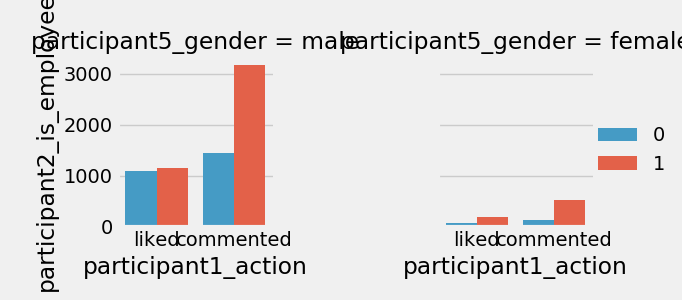 participant5_gender = male
participant5_gender = female
participant2_is_employee
3000
2000
1000
0
liked
commented
participant1_action
liked
commented
participant1_action
0
1